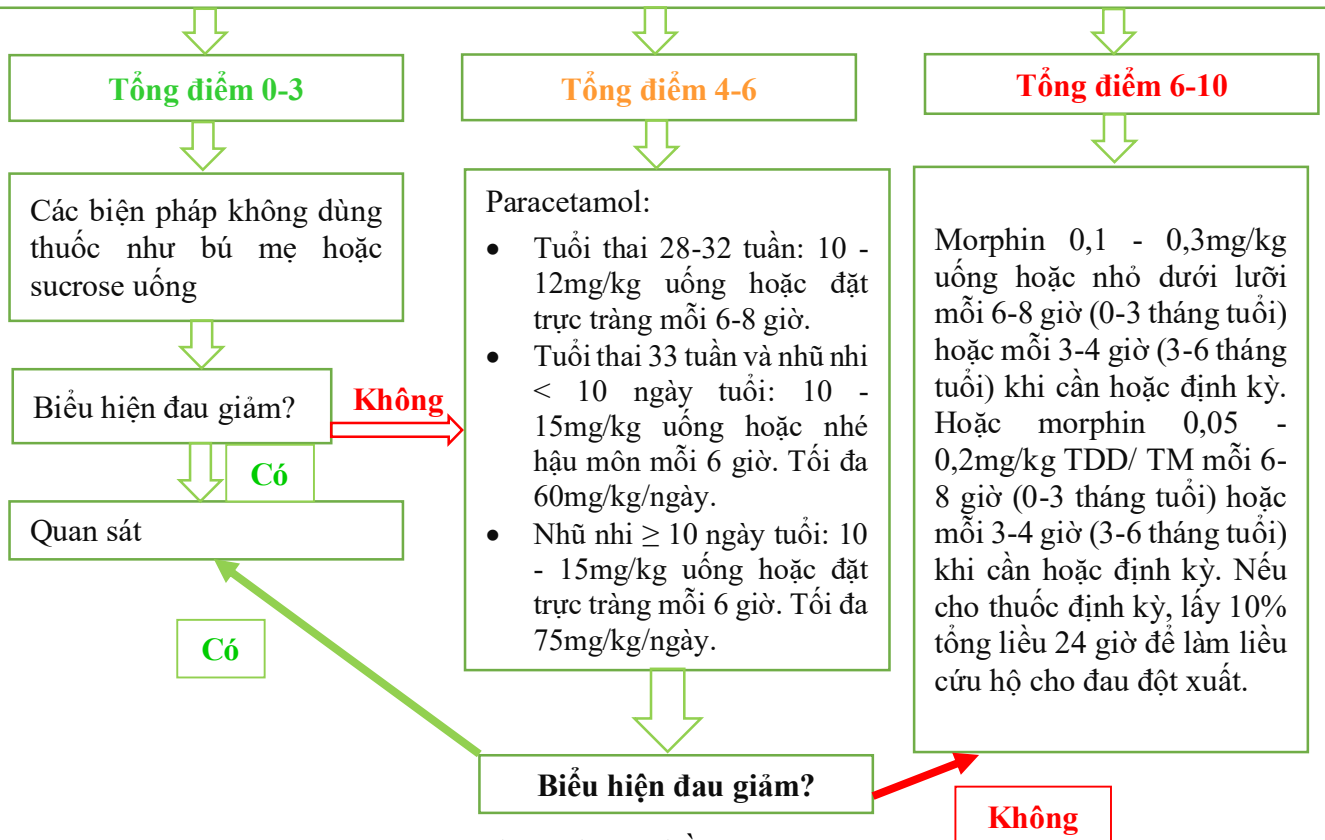 Tổng điểm 0-3
Các biện pháp không dùng
thuốc như bú mẹ hoặc
sucrose uống
Biểu hiện đau giảm?
Không
Có
Quan sát
Có
Tổng điểm 4-6
Paracetamol:
• Tuổi thai 28-32 tuần: 10 -
12mg/kg uống hoặc đặt
trực tràng mỗi 6-8 giờ.
• Tuổi thai 33 tuần và nhũ nhi
< 10 ngày tuổi: 10 -
15mg/kg uống hoặc nhé
hậu môn mỗi 6 giờ. Tối đa
60mg/kg/ngày.
• Nhũ nhi ≥ 10 ngày tuổi: 10
- 15mg/kg uống hoặc đặt
trực tràng mỗi 6 giờ. Tối đa
75mg/kg/ngày.
Biểu hiện đau giảm?
Không
Tổng điểm 6-10
Morphin 0,1 - 0,3mg/kg
uống hoặc nhỏ dưới lưỡi
mỗi 6-8 giờ (0-3 tháng tuổi)
hoặc mỗi 3-4 giờ (3-6 tháng
tuổi) khi cần hoặc định kỳ.
Hoặc morphin 0,05 -
0,2mg/kg TDD/ TM mỗi 6-
8 giờ (0-3 tháng tuổi) hoặc
mỗi 3-4 giờ (3-6 tháng tuổi)
khi cần hoặc định kỳ. Nếu
cho thuốc định kỳ, lấy 10%
tổng liều 24 giờ để làm liều
cứu hộ cho đau đột xuất.